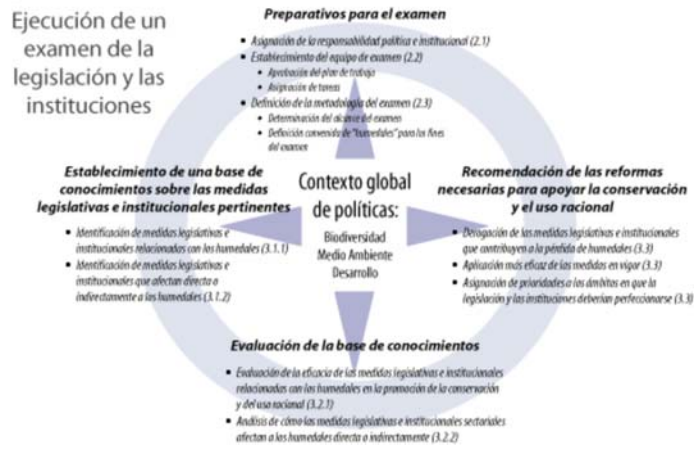 Ejecución de un
examen de la
legislación y las
instituciones
Preparativos para el examen
▪ Asignación de la responsabilidad política e institucional (2.1)
▪ Establecimiento del equipo de examen (2.2)
• Aprobación del plan de trabajo
• Asignación de tareas
▪ Definición de la metodología del examen (2.3)
• Determinación del alcance del examen
• Definición convenida de "humedales" para los fines
del examen
Establecimiento de una base de
conocimientos sobre las medidas
legislativas e institucionales pertinentes
▪ Identificación de medidas legislativas e
institucionales relacionadas con los humedales (3.1.1)
▪ Identificación de medidas legislativas e
institucionales que afectan directa o
indirectamente a los humedales (3.1.2)
Contexto global
de políticas:
Biodiversidad
Medio Ambiente
Desarrollo
Recomendación de las reformas
necesarias para apoyar la conservación
y el uso racional
▪ Derogación de las medidas legislativas e institucionales
que contribuyen a la pérdida de humedales (3.3)
▪ Aplicación más eficaz de las medidas en vigor (3.3)
▪ Asignación de prioridades a los ámbitos en que la
legislación y las instituciones deberían perfeccionarse (3.3)
Evaluación de la base de conocimientos
▪ Evaluación de la eficacia de las medidas legislativas e institucionales
relacionadas con los humedales en la promoción de la conservación
y del uso racional (3.2.1)
▪ Análisis de cómo las medidas legislativas e institucionales sectoriales
afectan a los humedales directa o indirectamente (3.2.2)